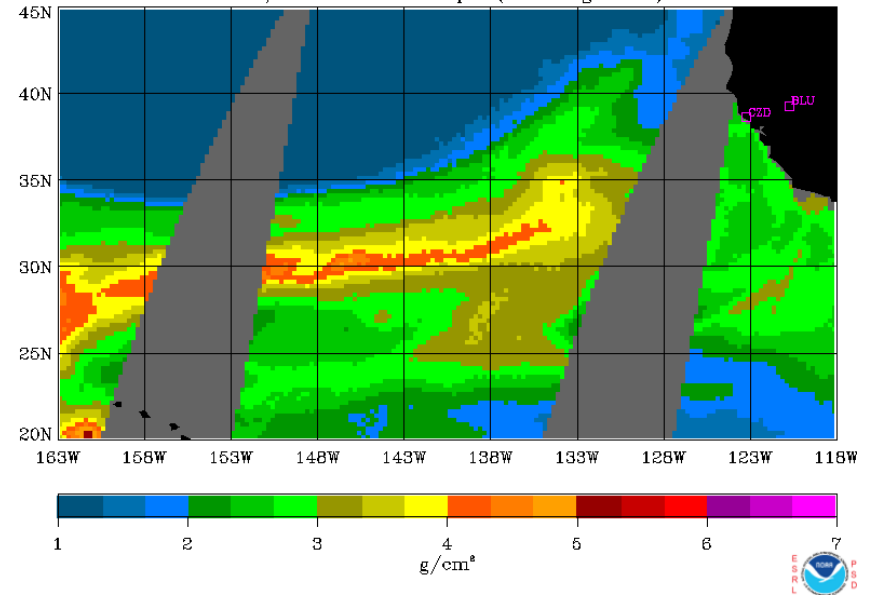 45N
40N
BLU
CZD
35N
30N
25N
20N
163W 158W 153W 148W 143W 138W 133W 128W 123W 118W
1 2 3 4 5 6 7
g/cm²
ESRL NOAA PSD